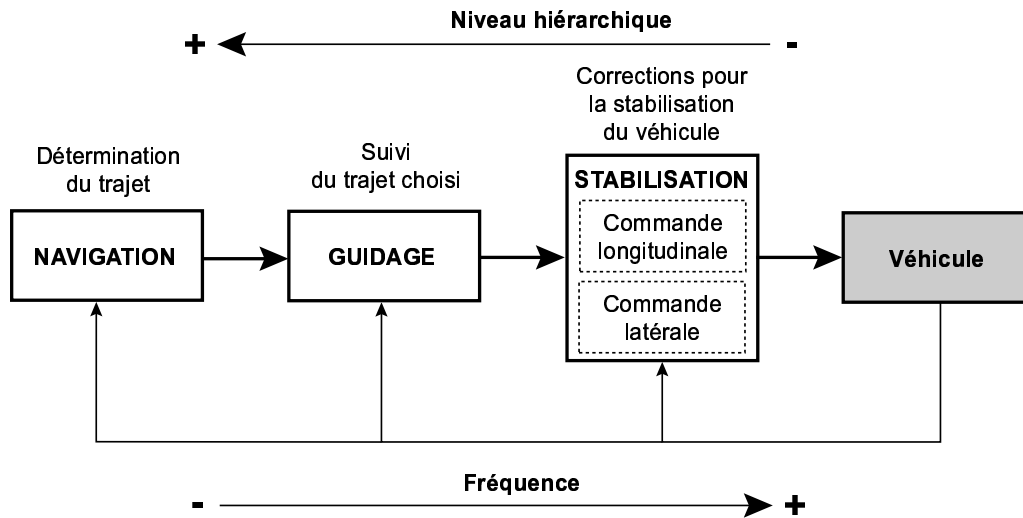 Niveau hiérarchique
+
-
Corrections pour
la stabilisation
du véhicule
Détermination
du trajet
Suivi
du trajet choisi
NAVIGATION
GUIDAGE
STABILISATION
Commande
longitudinale
Commande
latérale
Véhicule
Fréquence
-
+